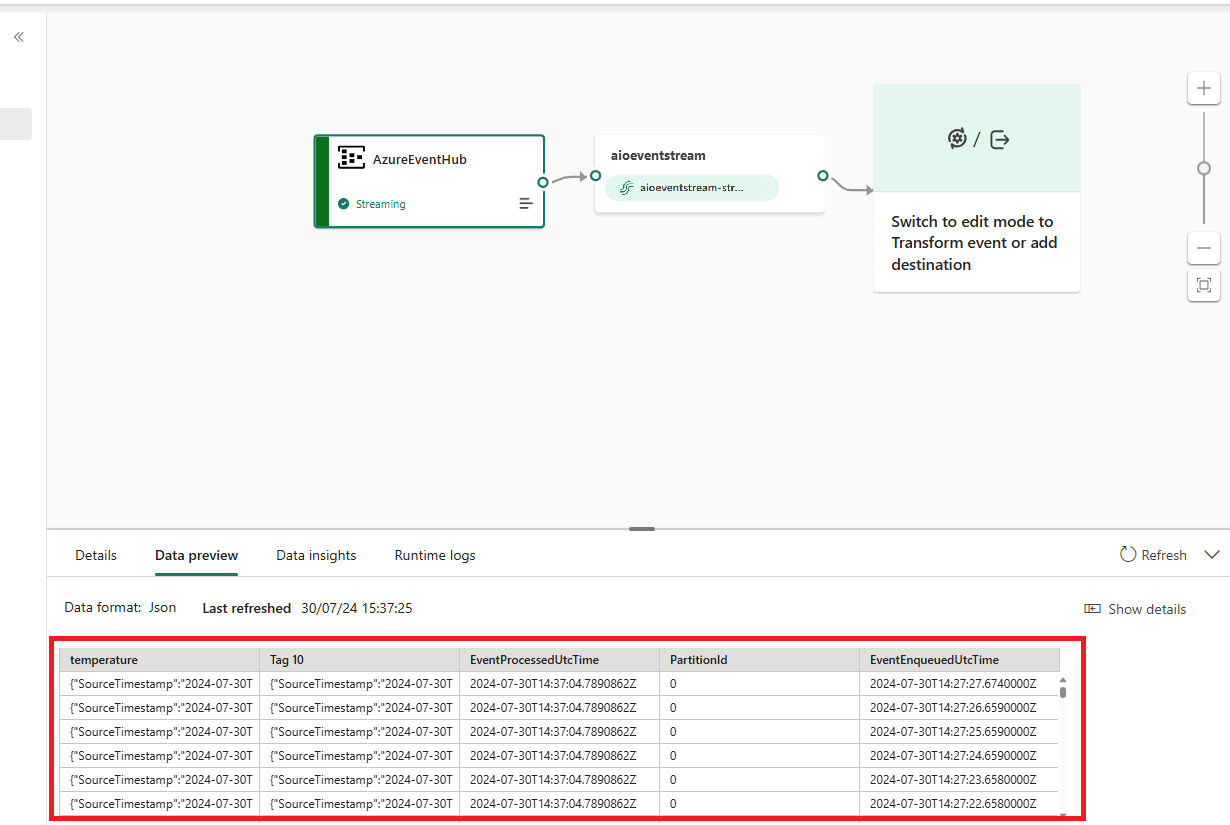 AzureEventHub
Streaming
aioeventstream
aioeventstream-str...
/
Switch to edit mode to
Transform event or add
destination
Details Data preview Data insights Runtime logs Refresh
Data format: Json Last refreshed 30/07/24 15:37:25 Show details
temperature Tag 10 EventProcessedUtcTime PartitionId EventEnqueuedUtcTime
{"SourceTimestamp":"2024-07-30T {"SourceTimestamp":"2024-07-30T 2024-07-30T14:37:04.7890862Z 0 2024-07-30T14:27:27.6740000Z
{"SourceTimestamp":"2024-07-30T {"SourceTimestamp":"2024-07-30T 2024-07-30T14:37:04.7890862Z 0 2024-07-30T14:27:26.6590000Z
{"SourceTimestamp":"2024-07-30T {"SourceTimestamp":"2024-07-30T 2024-07-30T14:37:04.7890862Z 0 2024-07-30T14:27:25.6590000Z
{"SourceTimestamp":"2024-07-30T {"SourceTimestamp":"2024-07-30T 2024-07-30T14:37:04.7890862Z 0 2024-07-30T14:27:24.6590000Z
{"SourceTimestamp":"2024-07-30T {"SourceTimestamp":"2024-07-30T 2024-07-30T14:37:04.7890862Z 0 2024-07-30T14:27:23.6580000Z
{"SourceTimestamp":"2024-07-30T {"SourceTimestamp":"2024-07-30T 2024-07-30T14:37:04.7890862Z 0 2024-07-30T14:27:22.6580000Z